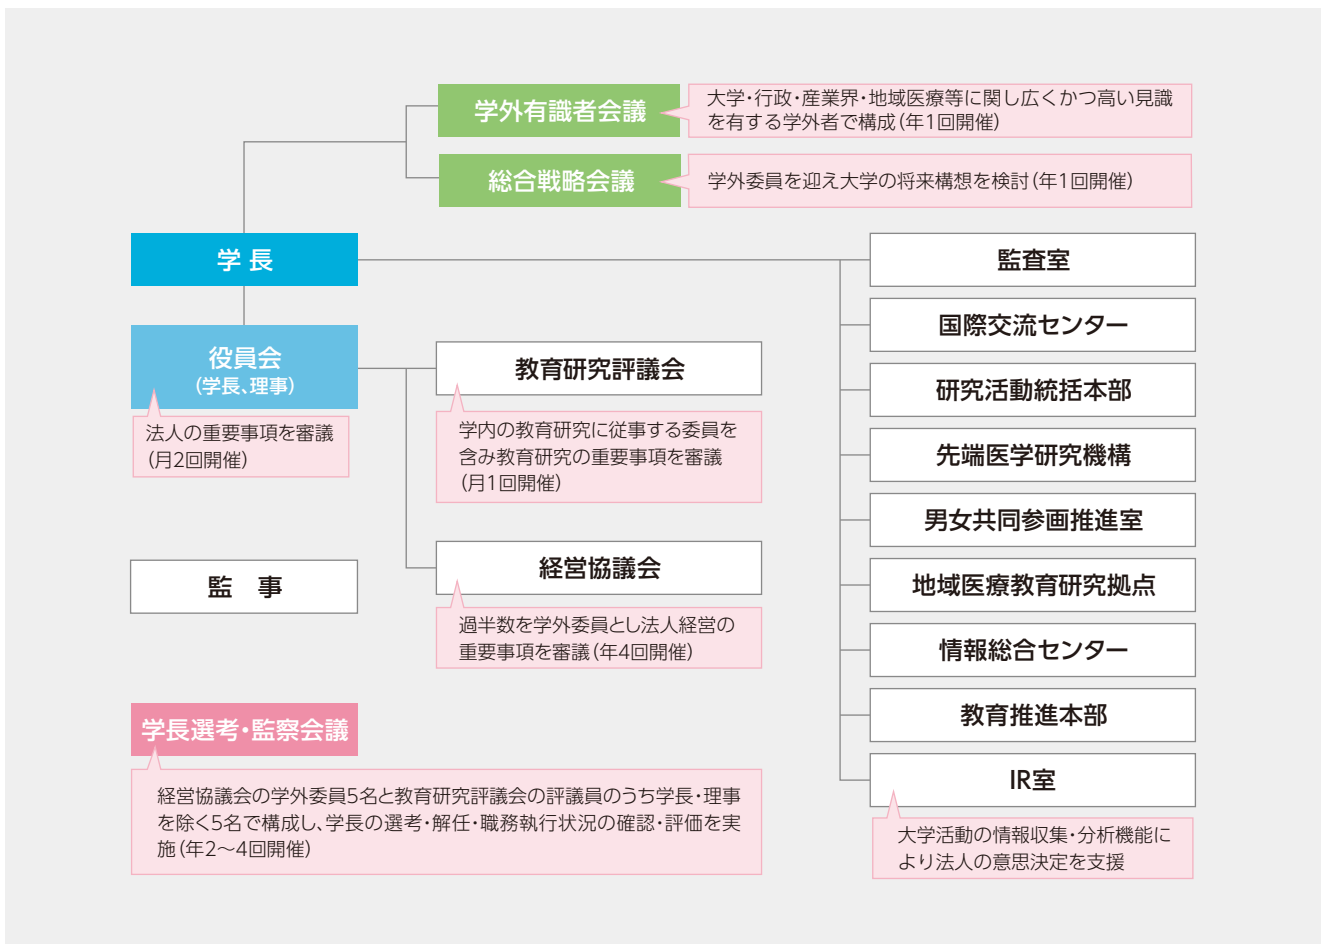 学外有識者会議
大学・行政・産業界・地域医療等に関し広くかつ高い見識
を有する学外者で構成(年1回開催)
総合戦略会議
学外委員を迎え大学の将来構想を検討(年1回開催)
学 長
役員会
(学長、理事)
法人の重要事項を審議
(月2回開催)
教育研究評議会
学内の教育研究に従事する委員を
含み教育研究の重要事項を審議
(月1回開催)
経営協議会
過半数を学外委員とし法人経営の
重要事項を審議(年4回開催)
監 事
学長選考・監察会議
経営協議会の学外委員5名と教育研究評議会の評議員のうち学長・理事
を除く5名で構成し、学長の選考・解任・職務執行状況の確認・評価を実
施(年2〜4回開催)
監査室
国際交流センター
研究活動統括本部
先端医学研究機構
男女共同参画推進室
地域医療教育研究拠点
情報総合センター
教育推進本部
IR室
大学活動の情報収集・分析機能に
より法人の意思決定を支援